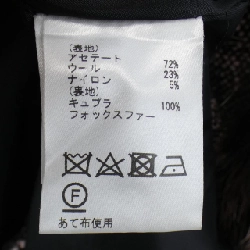 (表地)
アセテート
ウール 72%
ナイロン 23%
(裏地) 5%
キュプラ 100%
フォックスファー
F
あて布使用